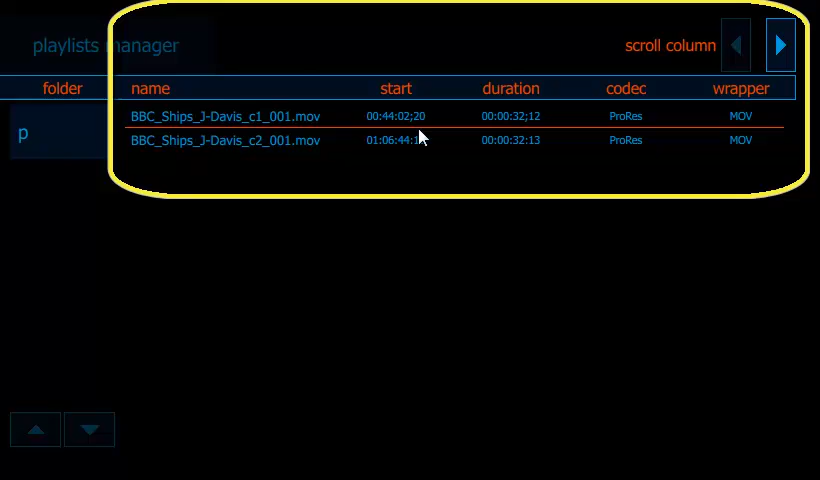 playlists manager
scroll column
folder name start duration codec wrapper
p
BBC_Ships_J-Davis_c1_001.mov 00:44:02;20 00:00:32;12 ProRes MOV
BBC_Ships_J-Davis_c2_001.mov 00:00:32:13 ProRes MOV